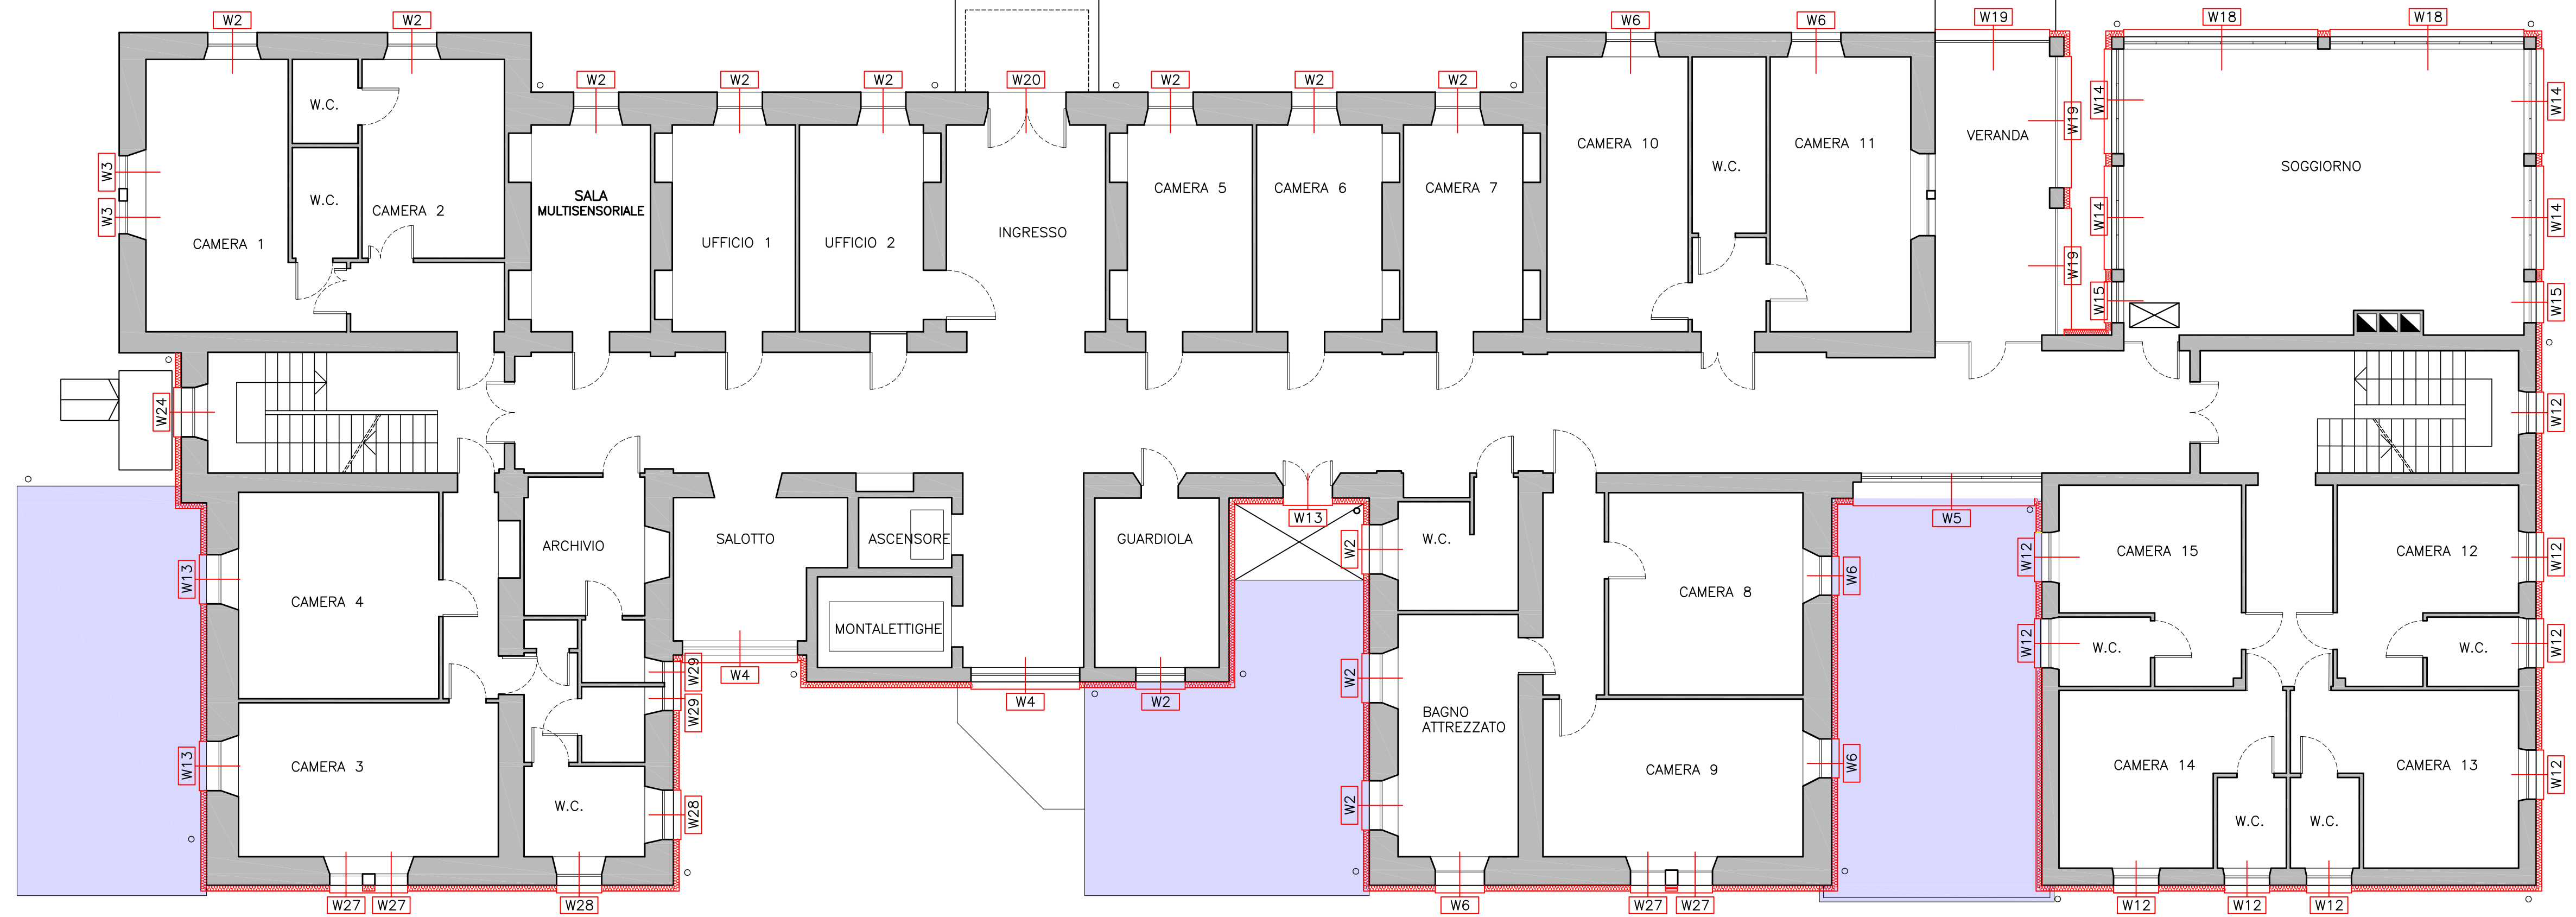 W2
W2
W6
W6
W19
W18
W18
W2
W2
W2
W20
W2
W2
W2
W.C.
W14
W14
W19
VERANDA
CAMERA 10
CAMERA 11
W.C.
SOGGIORNO
W3
W3
W.C.
CAMERA 2
SALA
MULTISENSORIALE
CAMERA 5
CAMERA 6
CAMERA 7
W14
W14
CAMERA 1
UFFICIO 1
UFFICIO 2
INGRESSO
W19
W15
W15
W24
W12
W13
W5
ARCHIVIO
SALOTTO
ASCENSORE
GUARDIOLA
W2
W.C.
W12
CAMERA 15
CAMERA 12
W12
W13
CAMERA 4
W6
CAMERA 8
MONTALETTIGHE
W12
W.C.
W.C.
W12
W29
W29
W4
W4
W2
W2
BAGNO
ATTREZZATO
W13
CAMERA 3
CAMERA 9
W6
CAMERA 14
CAMERA 13
W12
W.C.
W28
W2
W.C.
W.C.
W27
W27
W28
W6
W27
W27
W12
W12
W12